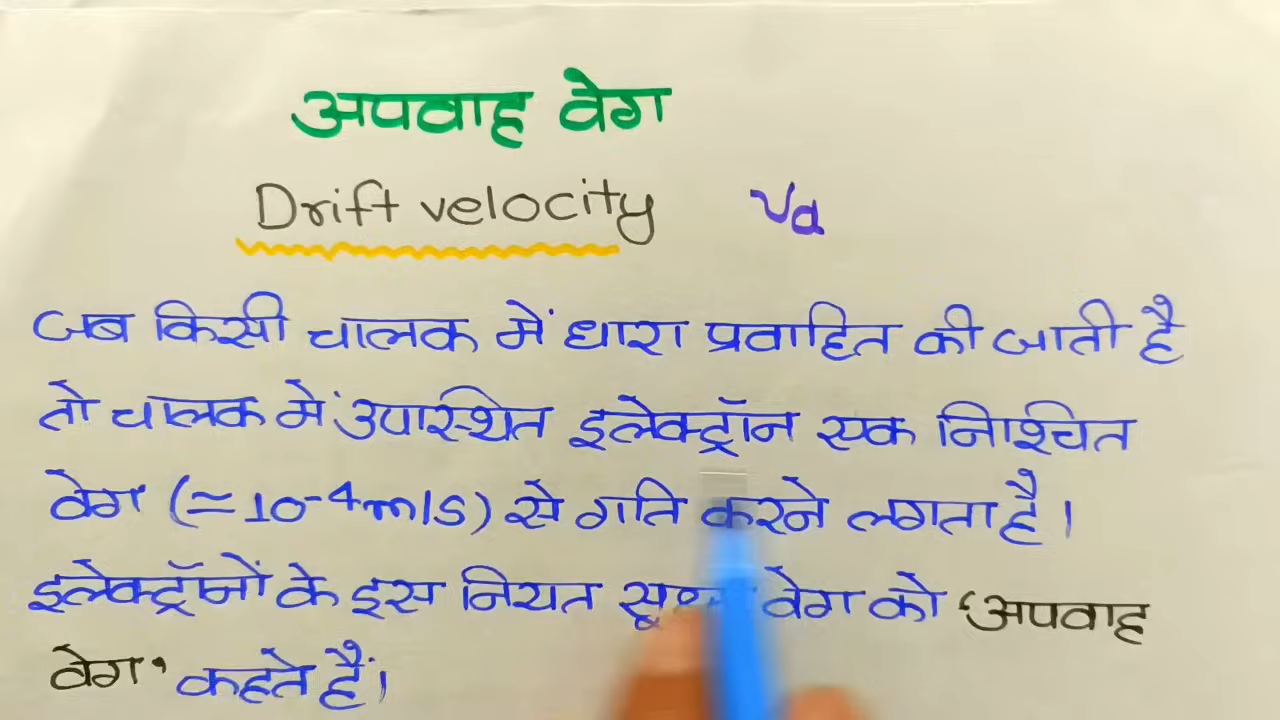 अपवाह वेग
Drift velocity Vd
जब किसी चालक में धारा प्रवाहित की जाती है
तो चालक में उपस्थित इलेक्ट्रॉन एक निश्चित
वेग (≃10⁻⁴m/s) से गति करने लगता है।
इलेक्ट्रॉनों के इस नियत वेग को 'अपवाह
वेग' कहते हैं।